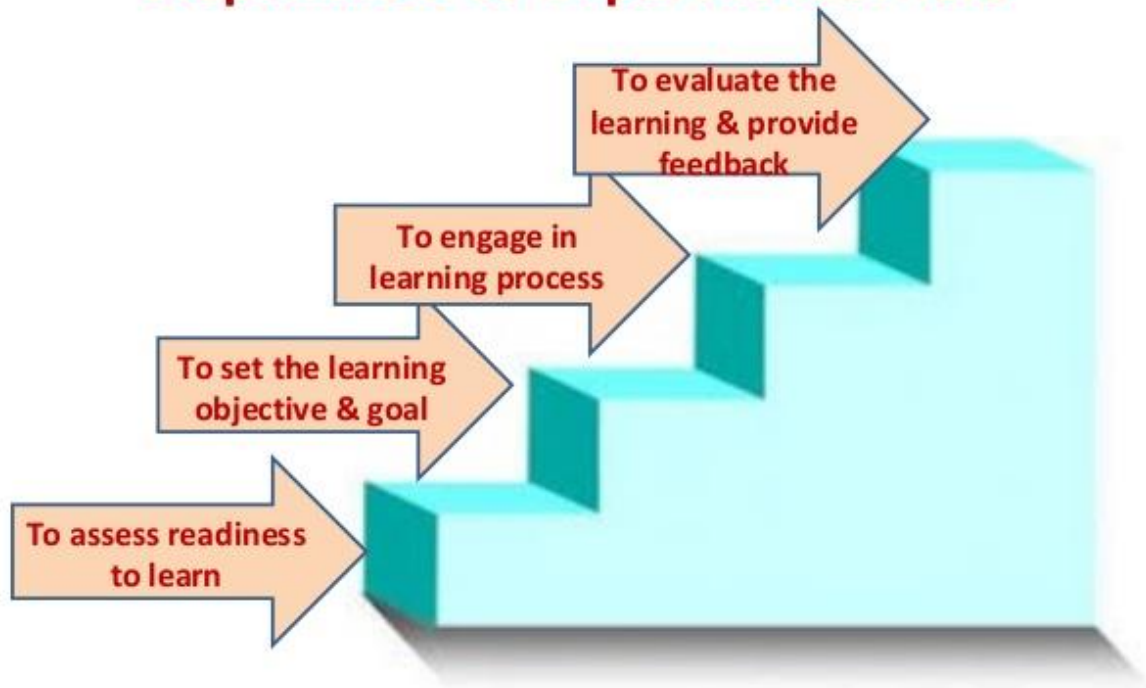 To evaluate the
learning & provide
feedback
To engage in
learning process
To set the learning
objective & goal
To assess readiness
to learn